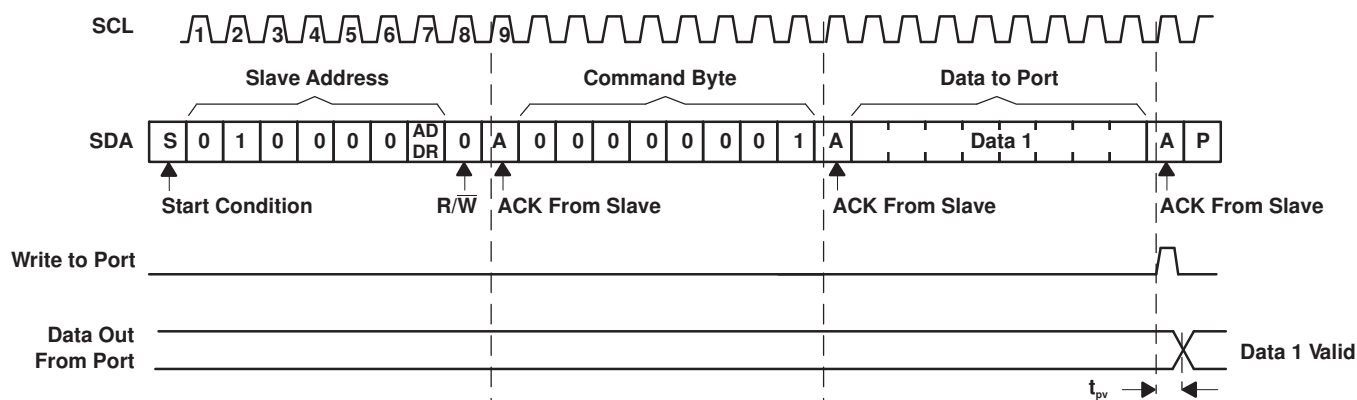 SCL
1 2 3 4 5 6 7 8 9
Slave Address Command Byte Data to Port
SDA S 0 1 0 0 0 0 AD DR 0 A 0 0 0 0 0 0 0 1 A Data 1 A P
Start Condition R/W̅ ACK From Slave ACK From Slave ACK From Slave
Write to Port
Data Out
From Port
Data 1 Valid
tpv